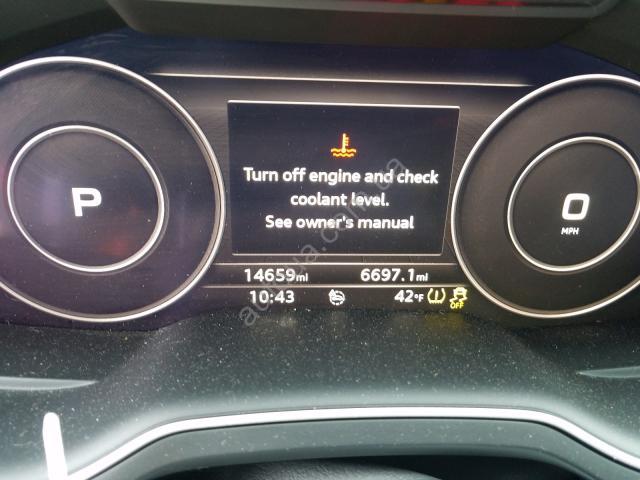 Turn off engine and check
coolant level.
See owner's manual
P
0
MPH
14659mi 6697.1mi
10:43 42°F
OFF